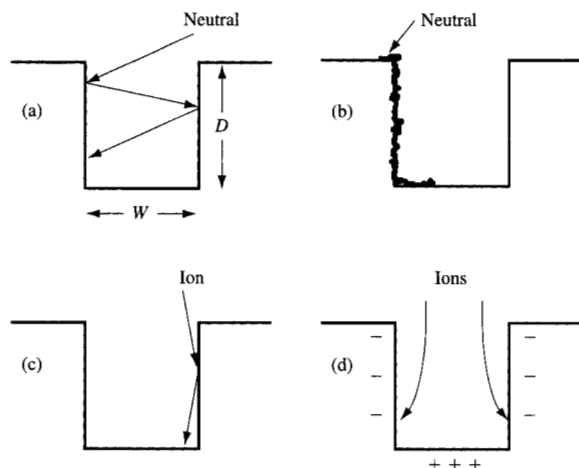 Neutral
Neutral
(a)
D
(b)
W
Ion
Ions
(c)
(d)
− −
− −
− −
+ + +